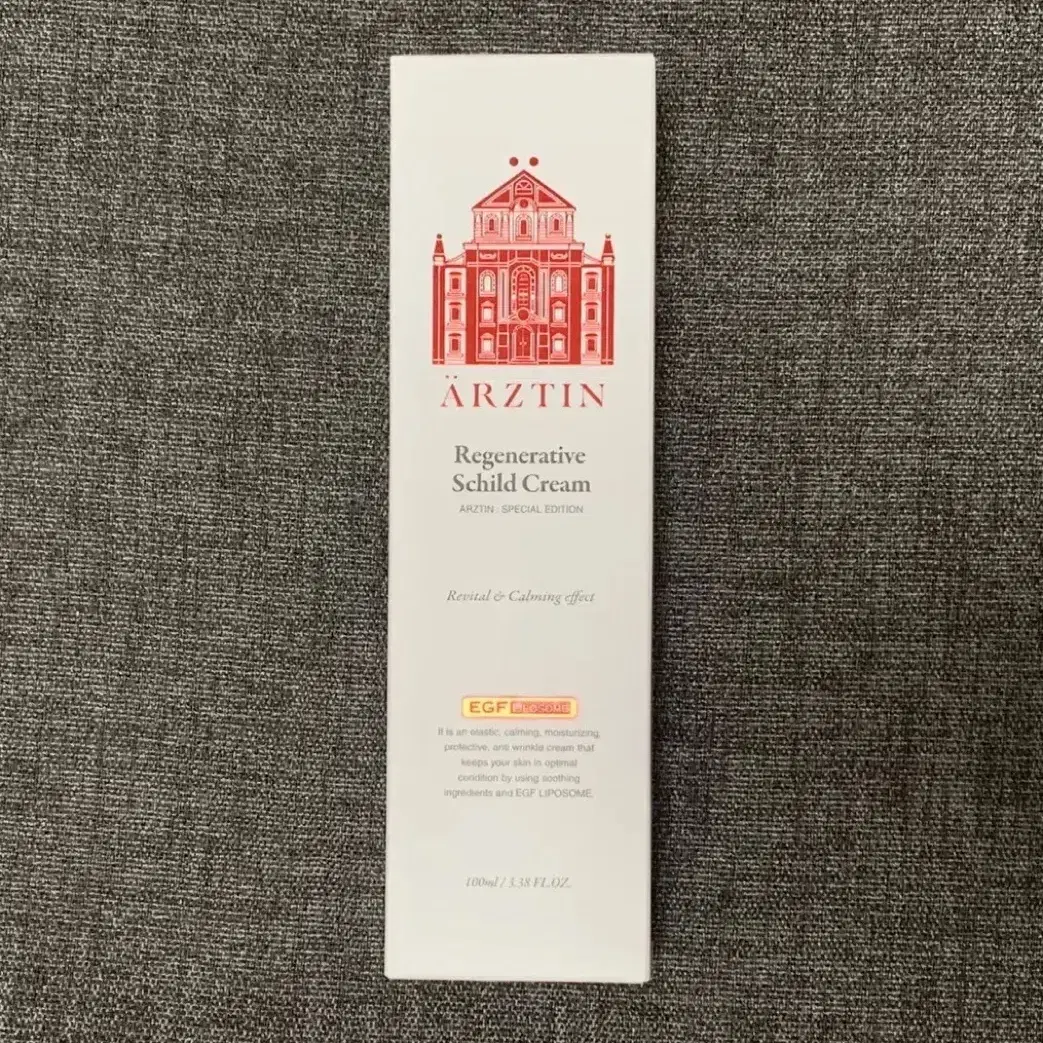 ÄRZTIN
Regenerative
Schild Cream
ÄRZTIN : SPECIAL EDITION
Revital & Calming effect
EGF LIPOSOME
It is an elastic, calming, moisturizing,
protective, anti wrinkle cream that
keeps your skin in optimal
condition by using soothing
ingredients and EGF LIPOSOME.
100ml / 3.38 FL.OZ.